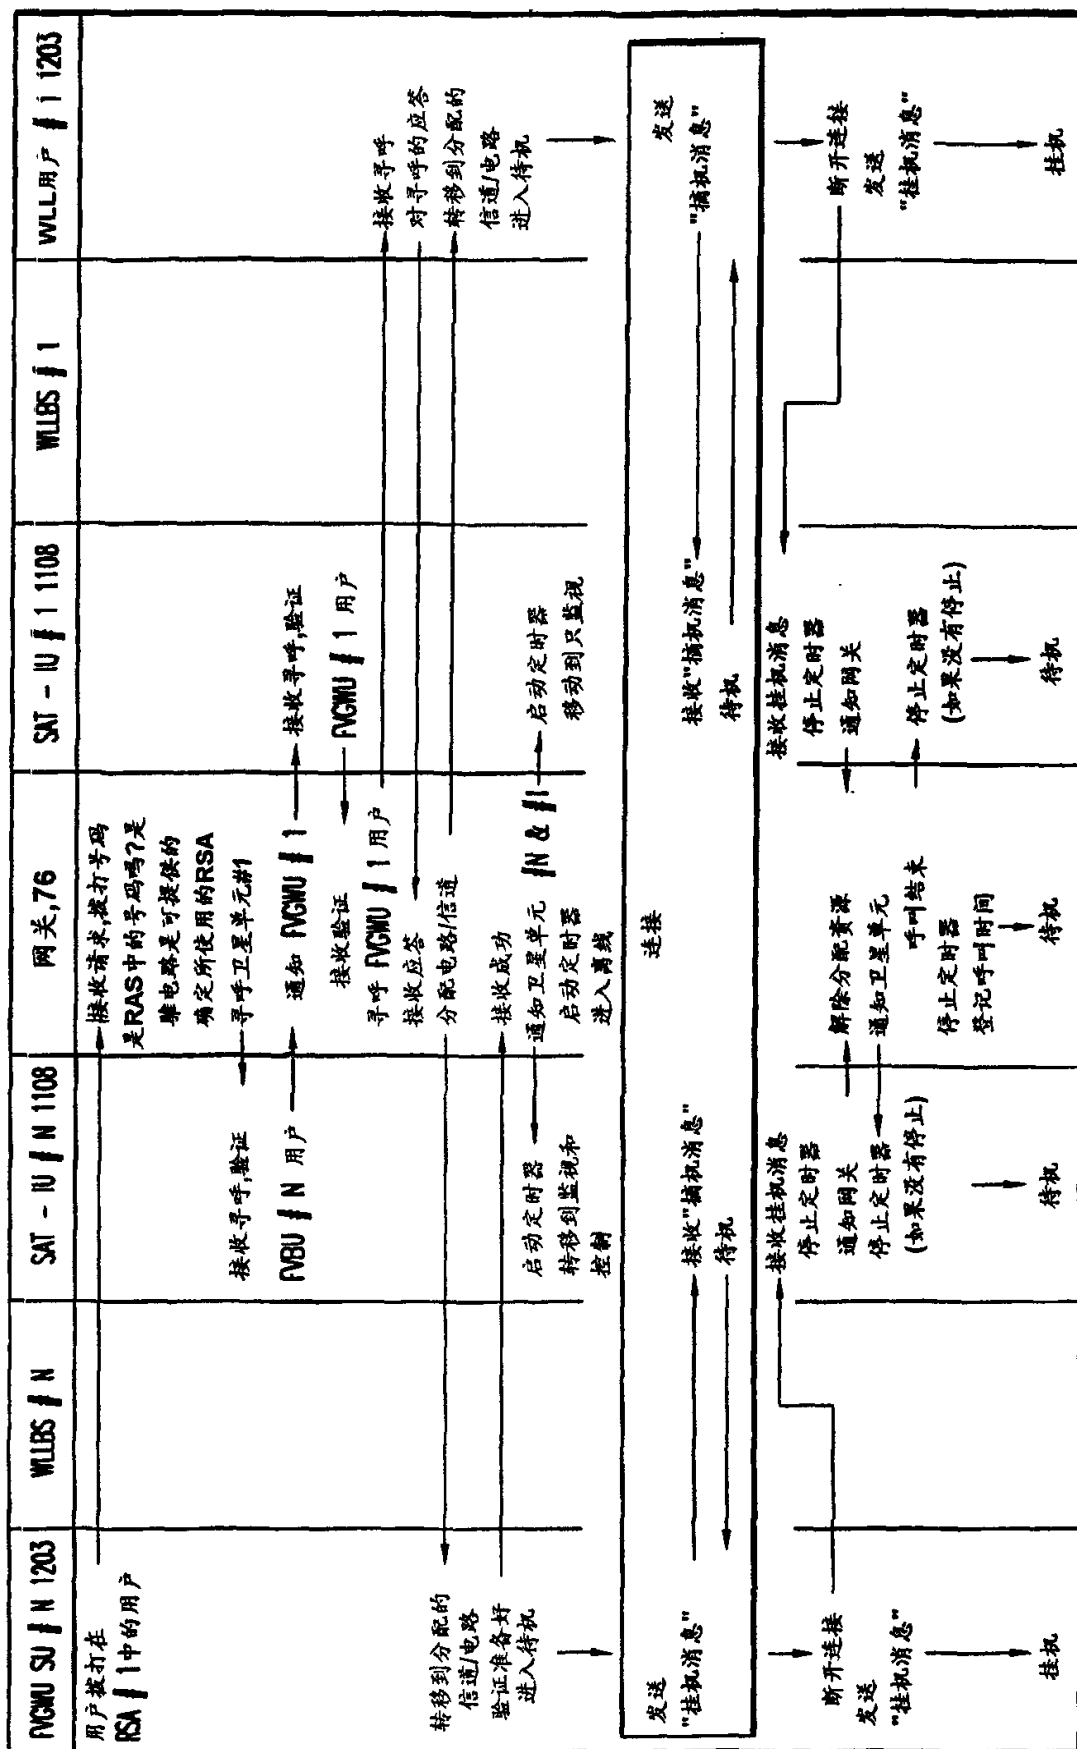 FVGWU SU # N 1203
WLLBS # N
SAT - IU # N 1108
网关,76
SAT - IU # 1 1108
WLLBS # 1
WLL用户 # 1 1203
用户拨打在
RSA # 1中的用户
接收请求,拨打号码
是RAS中的号码吗?是
确定所使用的RSA
寻呼卫星单元#1
接收寻呼,验证
FVBU # N 用户
通知 FVGWU # 1
接收寻呼,验证
FVGWU # 1 用户
接收验证
寻呼 FVGWU # 1 用户
接收寻呼
对寻呼的应答
接收应答
分配电路/信道
转移到分配的
信道/电路
进入待机
转移到分配的
信道/电路
验证准备好
进入待机
接收成功
通知卫星单元 #N & #1
启动定时器
进入离线
启动定时器
转移到监视和
控制
启动定时器
移动到只监视
连接
发送
"挂机消息"
接收"摘机消息"
待机
接收"摘机消息"
待机
发送
"摘机消息"
断开连接
发送
"挂机消息"
挂机
接收挂机消息
停止定时器
通知网关
停止定时器
(如果没有停止)
待机
解除分配资源
通知卫星单元
呼叫结束
停止定时器
登记呼叫时间
待机
接收挂机消息
停止定时器
通知网关
停止定时器
(如果没有停止)
待机
断开连接
发送
"挂机消息"
挂机